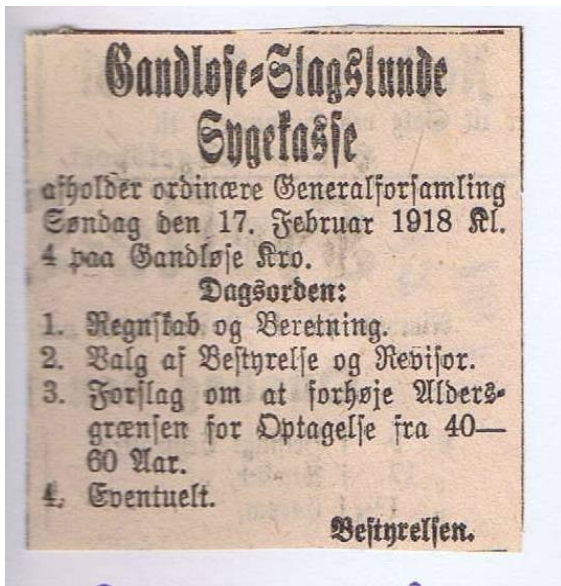 Gandløse-Slagslunde
Sygekasse
afholder ordinære Generalforsamling
Søndag den 17. Februar 1918 Kl.
4 paa Gandløse Kro.
Dagsorden:
1. Regnskab og Beretning.
2. Valg af Bestyrelse og Revisor.
3. Forslag om at forhøje Alders-
grænsen for Optagelse fra 40—
60 Aar.
4. Eventuelt.
Bestyrelsen.